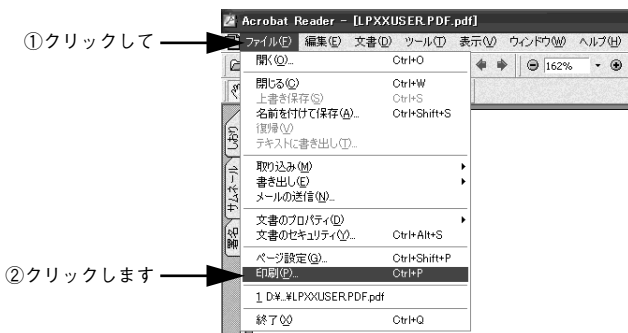 Acrobat Reader - [LPXXUSER.PDF.pdf]
①クリックして
ファイル(F) 編集(E) 文書(D) ツール(T) 表示(V) ウィンドウ(W) ヘルプ(H)
開く(O)... Ctrl+O
162%
閉じる(C) Ctrl+W
上書き保存(S) Ctrl+S
名前を付けて保存(A)... Ctrl+Shift+S
復帰(V)
テキストに書き出し(T)...
しおり
取り込み(M)
書き出し(E)
メールの送信(N)...
サムネール
文書のプロパティ(D)
文書のセキュリティ(Y)... Ctrl+Alt+S
署名
ページ設定(G)... Ctrl+Shift+P
②クリックします
印刷(P)... Ctrl+P
1 D:¥...¥LPXXUSER.PDF.pdf
終了(X) Ctrl+Q